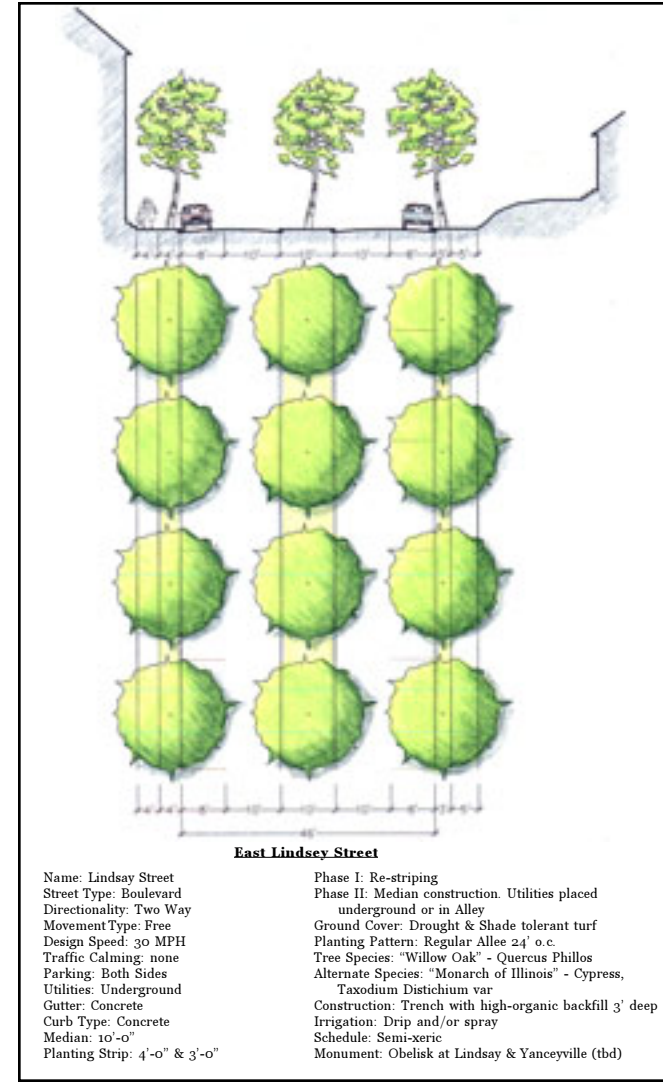 East Lindsey Street
Name: Lindsay Street
Street Type: Boulevard
Directionality: Two Way
Movement Type: Free
Design Speed: 30 MPH
Traffic Calming: none
Parking: Both Sides
Utilities: Underground
Gutter: Concrete
Curb Type: Concrete
Median: 10’-0”
Planting Strip: 4’-0” & 3’-0”
Phase I: Re-striping
Phase II: Median construction. Utilities placed
underground or in Alley
Ground Cover: Drought & Shade tolerant turf
Planting Pattern: Regular Allee 24’ o.c.
Tree Species: “Willow Oak” - Quercus Phillos
Alternate Species: “Monarch of Illinois” - Cypress,
Taxodium Distichium var
Construction: Trench with high-organic backfill 3’ deep
Irrigation: Drip and/or spray
Schedule: Semi-xeric
Monument: Obelisk at Lindsay & Yanceyville (tbd)